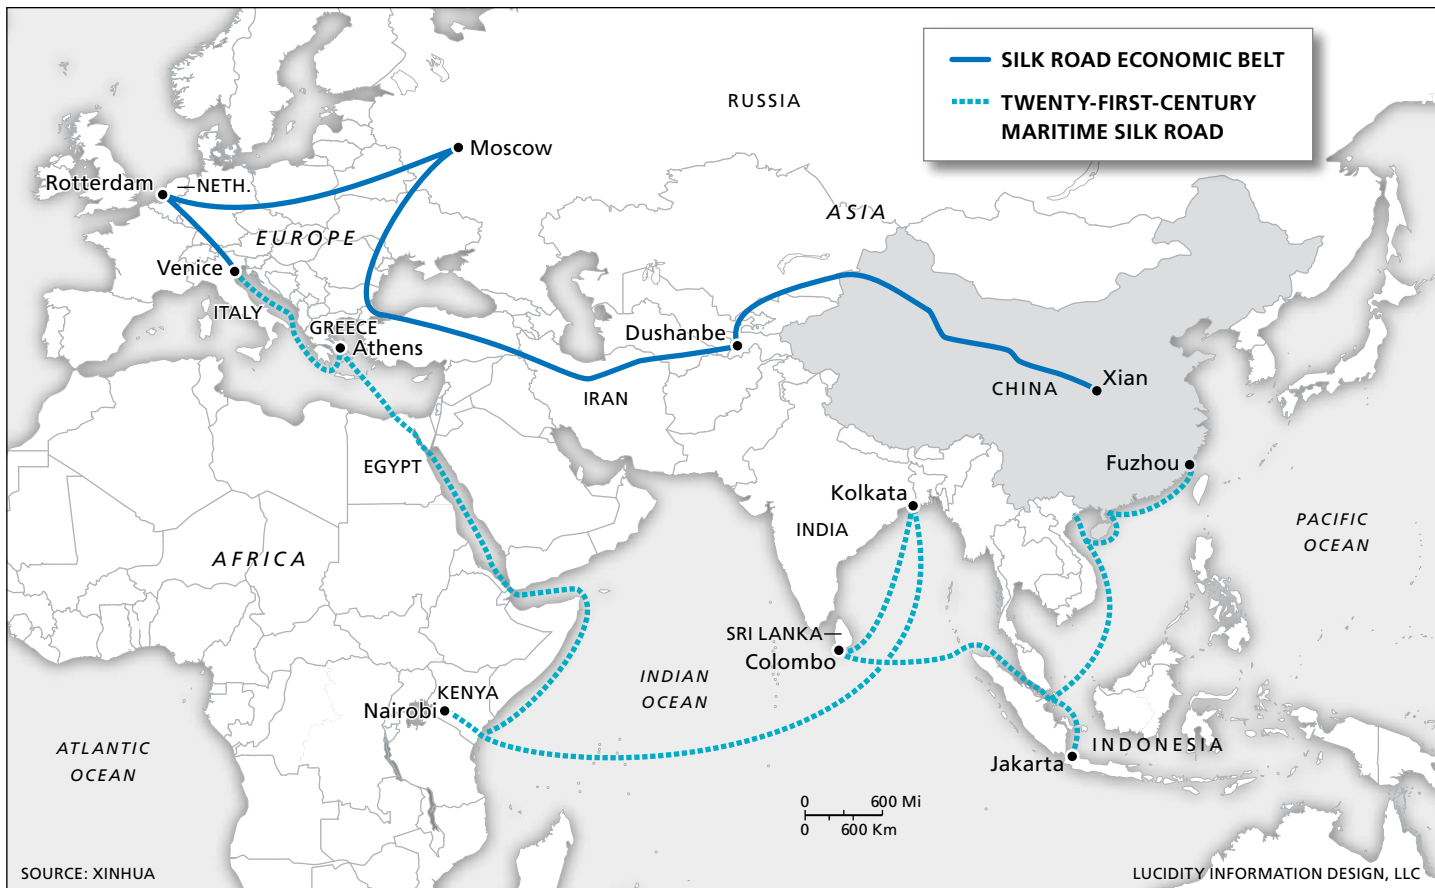 SILK ROAD ECONOMIC BELT
TWENTY-FIRST-CENTURY
MARITIME SILK ROAD
RUSSIA
Moscow
Rotterdam
NETH.
ASIA
EUROPE
Venice
ITALY
GREECE
Athens
Dushanbe
Xian
CHINA
IRAN
Fuzhou
EGYPT
Kolkata
INDIA
PACIFIC
OCEAN
AFRICA
SRI LANKA
Colombo
INDIAN
OCEAN
KENYA
Nairobi
ATLANTIC
OCEAN
INDONESIA
Jakarta
0 600 Mi
0 600 Km
SOURCE: XINHUA
LUCIDITY INFORMATION DESIGN, LLC